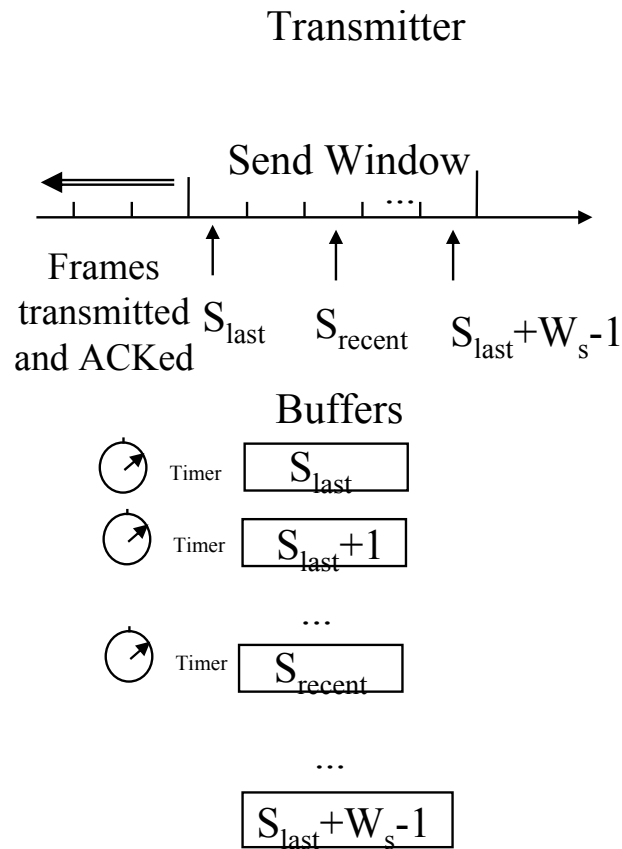 Transmitter
Send Window
...
Frames
transmitted
and ACKed
S_last
S_recent
S_last+W_s-1
Buffers
Timer S_last
Timer S_last+1
...
Timer S_recent
...
S_last+W_s-1